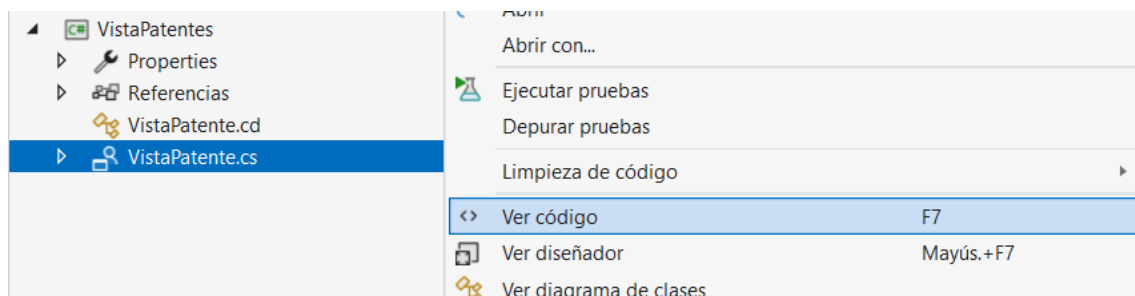 VistaPatentes
Properties
Referencias
VistaPatente.cd
VistaPatente.cs
Abrir
Abrir con...
Ejecutar pruebas
Depurar pruebas
Limpieza de código
Ver código F7
Ver diseñador Mayús.+F7
Ver diagrama de clases